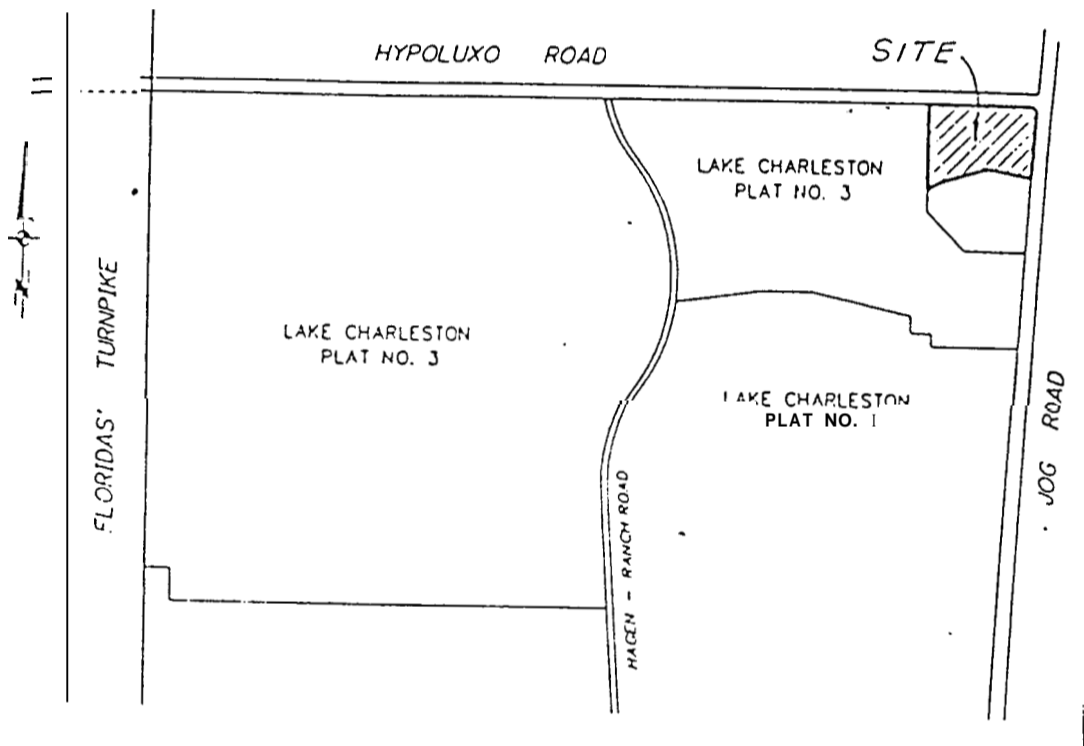 HYPOLUXO ROAD
SITE
LAKE CHARLESTON
PLAT NO. 3
LAKE CHARLESTON
PLAT NO. 3
LAKE CHARLESTON
PLAT NO. I
FLORIDAS' TURNPIKE
HAGEN - RANCH ROAD
JOG ROAD